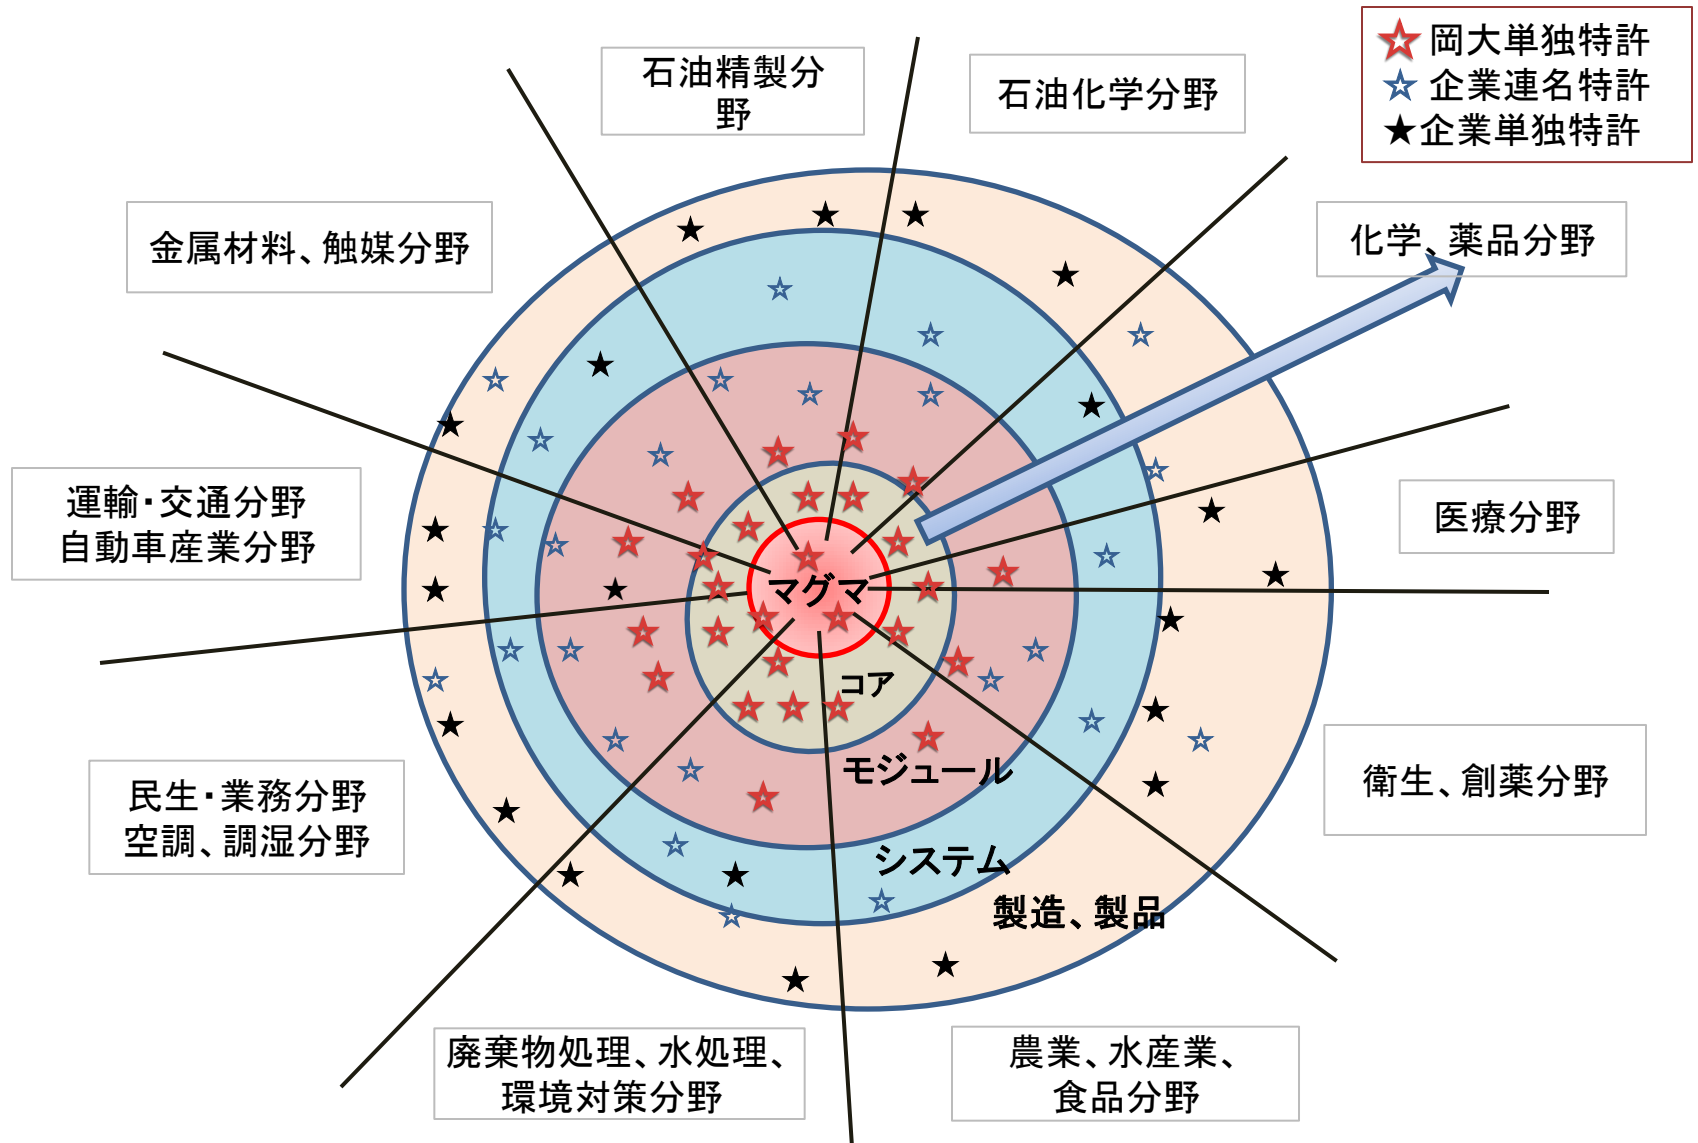 岡大単独特許
企業連名特許
★企業単独特許
石油精製分
野
石油化学分野
化学、薬品分野
金属材料、触媒分野
運輸・交通分野
自動車産業分野
医療分野
マグマ
コア
モジュール
システム
製造、製品
民生・業務分野
空調、調湿分野
衛生、創薬分野
廃棄物処理、水処理、
環境対策分野
農業、水産業、
食品分野